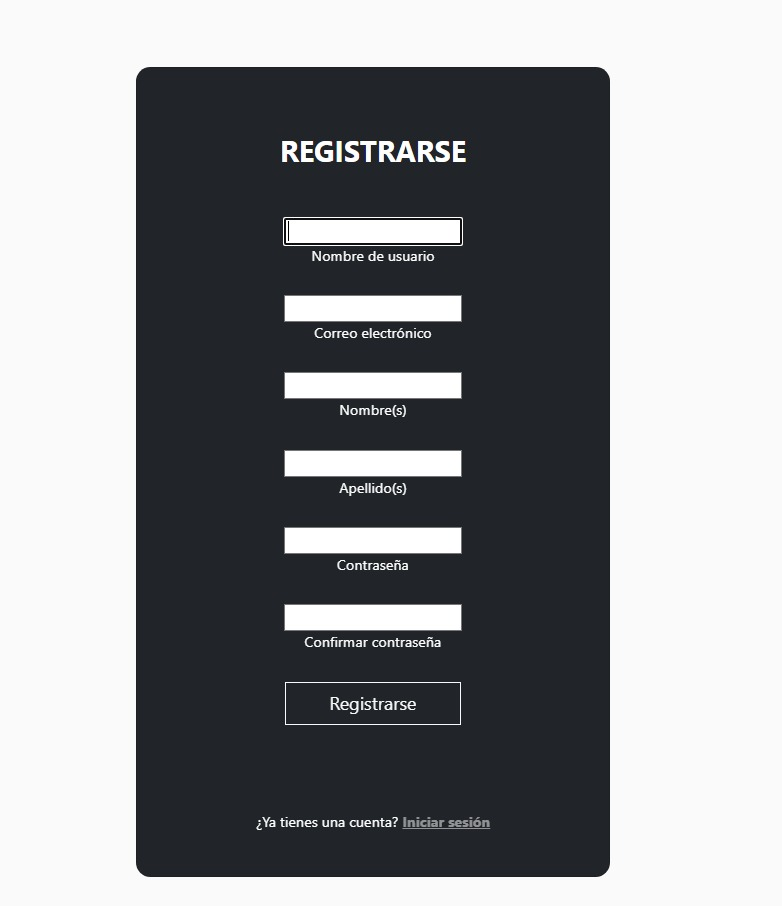 REGISTRARSE
Nombre de usuario
Correo electrónico
Nombre(s)
Apellido(s)
Contraseña
Confirmar contraseña
Registrarse
¿Ya tienes una cuenta? Iniciar sesión